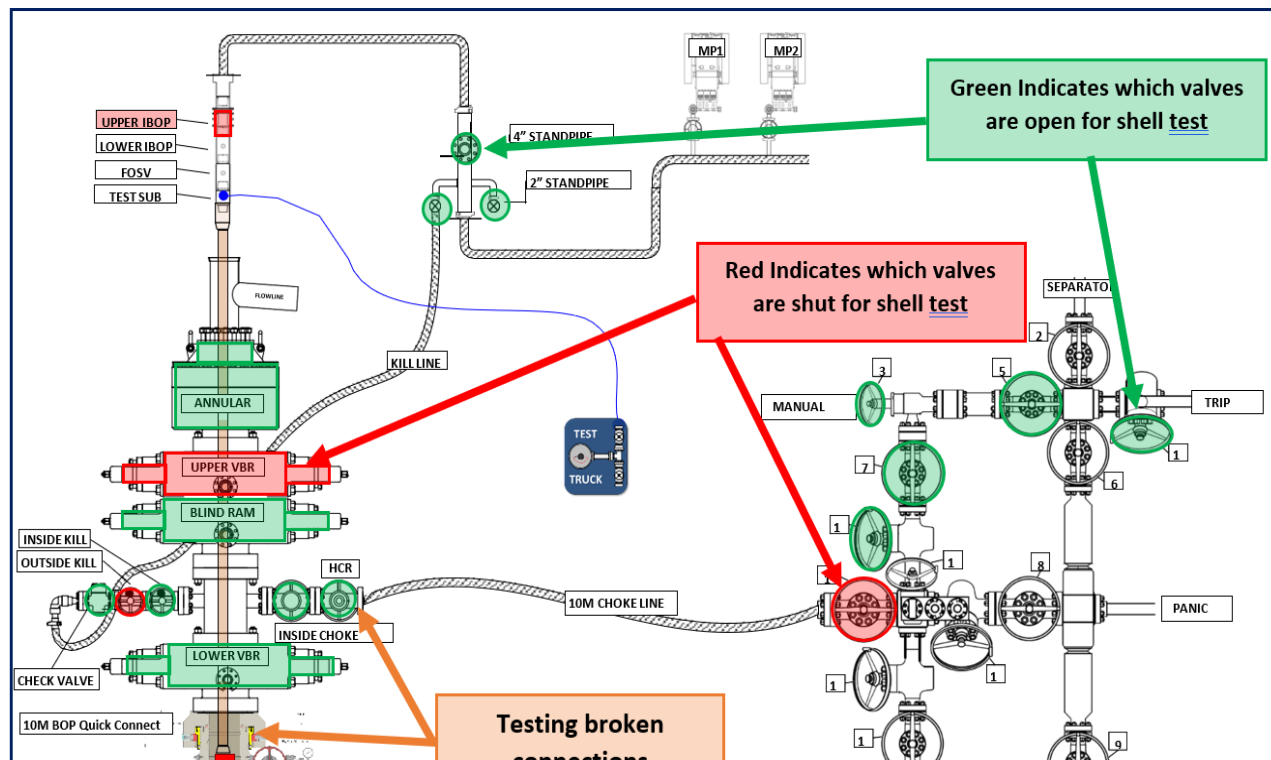 MP1
MP2
Green Indicates which valves
are open for shell test
UPPER IBOP
4" STANDPIPE
LOWER IBOP
FOSV
2" STANDPIPE
TEST SUB
Red Indicates which valves
are shut for shell test
FLOWLINE
SEPARATOR
2
KILL LINE
3
5
ANNULAR
MANUAL
TRIP
TEST
TRUCK
1
UPPER VBR
7
6
BLIND RAM
INSIDE KILL
1
OUTSIDE KILL
HCR
1
8
10M CHOKE LINE
PANIC
INSIDE CHOKE
LOWER VBR
CHECK VALVE
1
1
10M BOP Quick Connect
Testing broken
connections
1
9